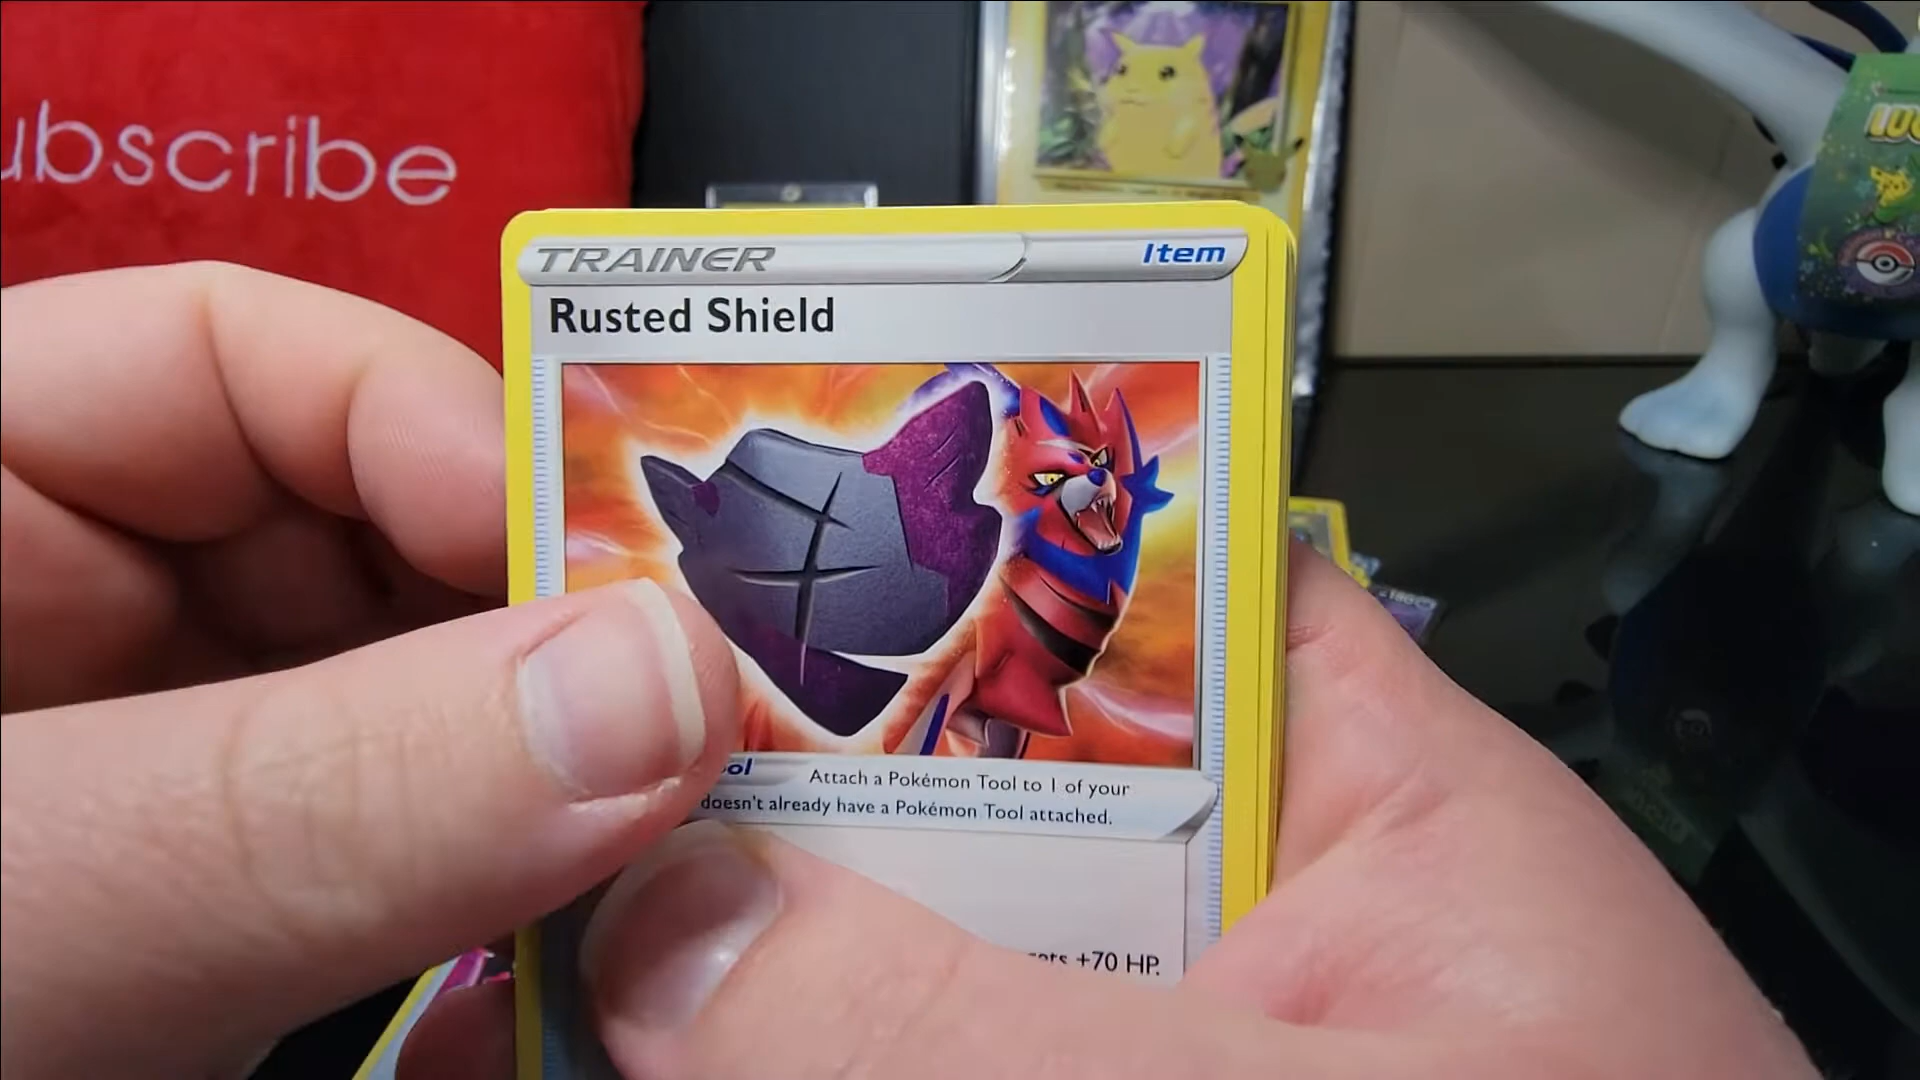 ubscribe
TRAINER
Item
Rusted Shield
ool
Attach a Pokémon Tool to 1 of your
doesn't already have a Pokémon Tool attached.
+70 HP.